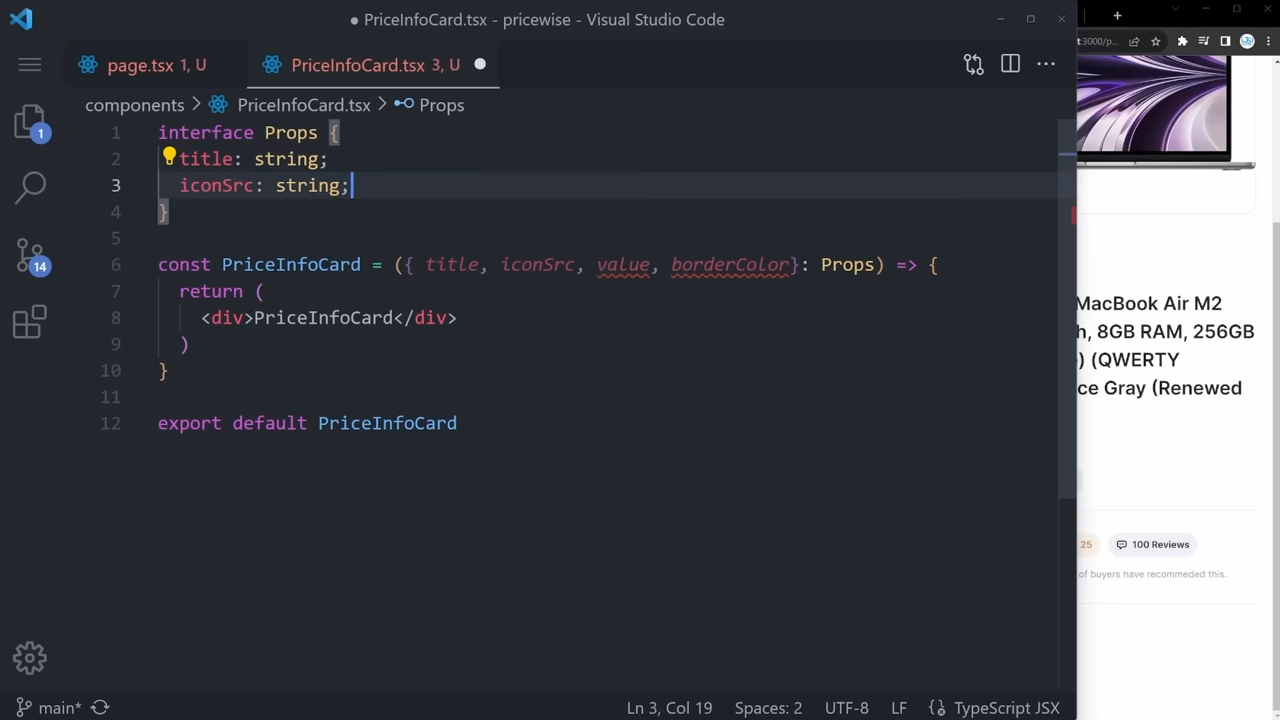 PriceInfoCard.tsx - pricewise - Visual Studio Code
page.tsx 1, U
PriceInfoCard.tsx 3, U
components > PriceInfoCard.tsx > Props
1 interface Props {
2 title: string;
3 iconSrc: string;
4 }
5
6 const PriceInfoCard = ({ title, iconSrc, value, borderColor}: Props) => {
7 return (
8 <div>PriceInfoCard</div>
9 )
10 }
11
12 export default PriceInfoCard
1
14
main*
Ln 3, Col 19
Spaces: 2
UTF-8
LF
TypeScript JSX
t:3000/p...
MacBook Air M2
h, 8GB RAM, 256GB
) (QWERTY
ce Gray (Renewed
25
100 Reviews
of buyers have recommeded this.